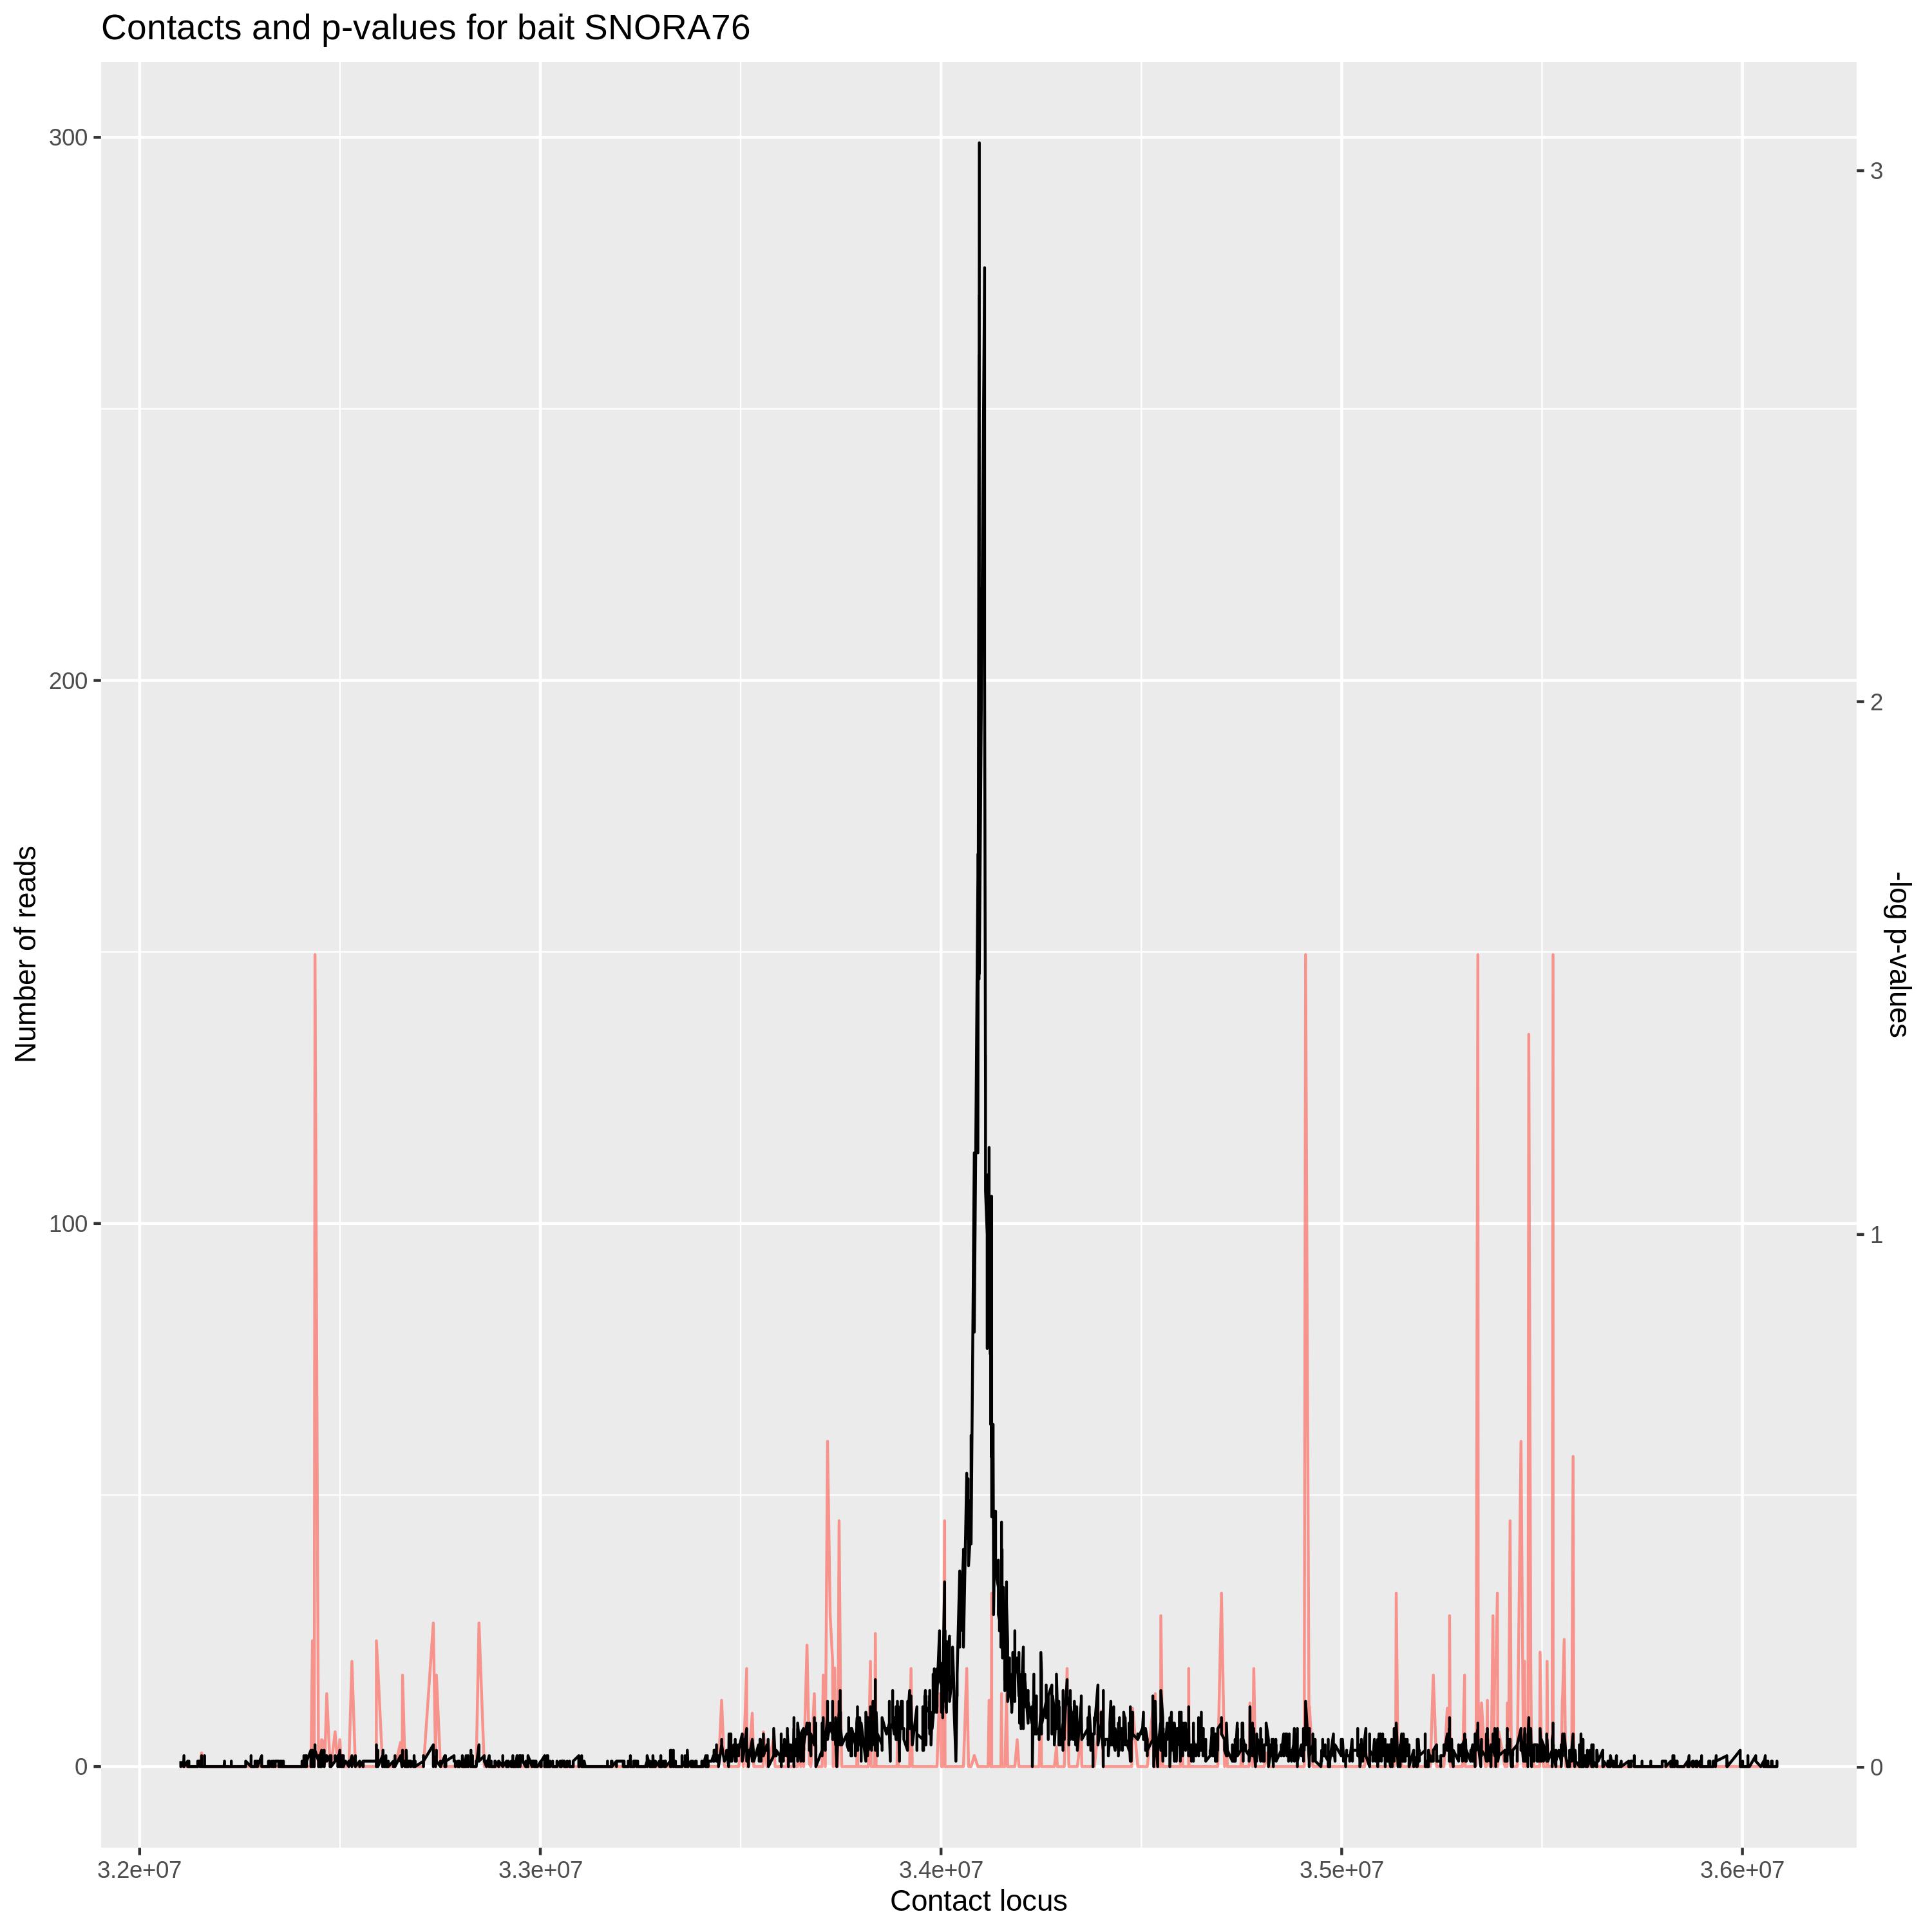 Contacts and p-values for bait SNORA76
300
200
100
0
Number of reads
3
2
1
0
-log p-values
3.2e+07
3.3e+07
3.4e+07
3.5e+07
3.6e+07
Contact locus